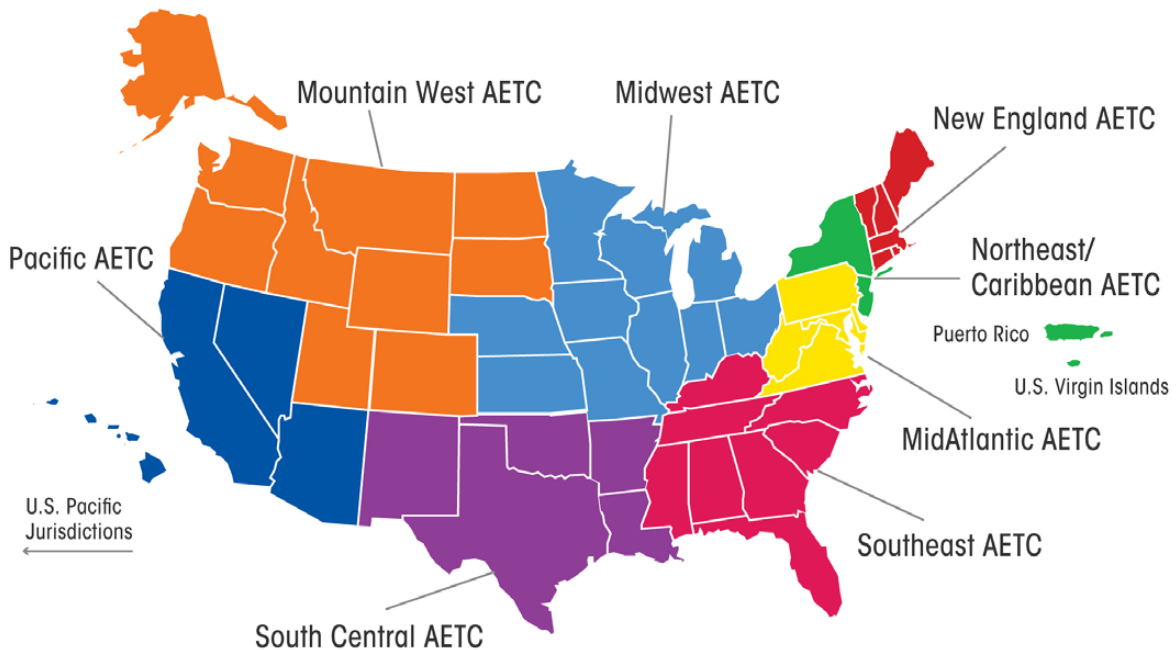 Mountain West AETC
Midwest AETC
New England AETC
Pacific AETC
Northeast/
Caribbean AETC
Puerto Rico
U.S. Virgin Islands
MidAtlantic AETC
U.S. Pacific
Jurisdictions
Southeast AETC
South Central AETC